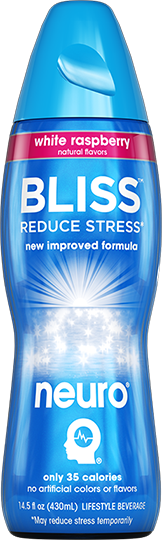 white raspberry
natural flavors
BLISS™
REDUCE STRESS*
new improved formula
neuro®
only 35 calories
no artificial colors or flavors
14.5 fl oz (430mL) LIFESTYLE BEVERAGE
*May reduce stress temporarily